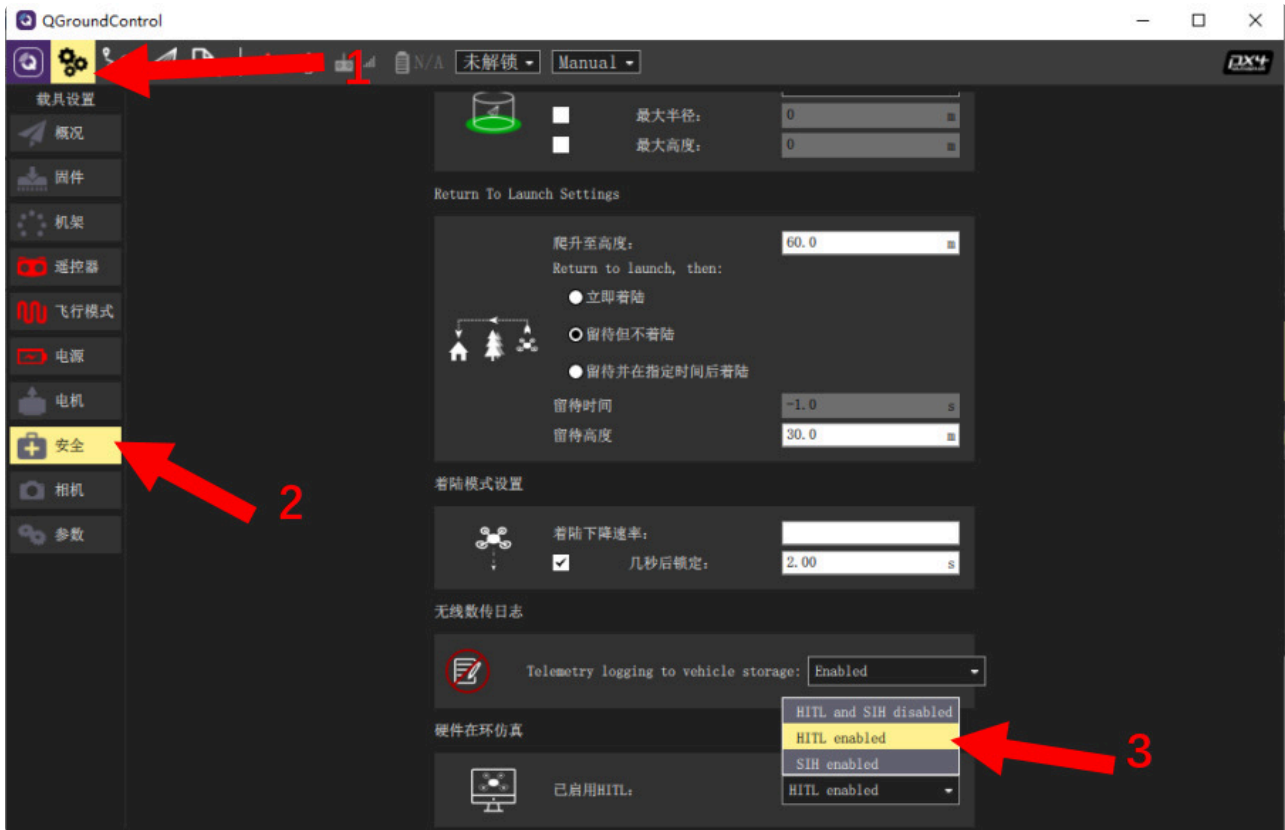 QGroundControl
N/A 未解锁 Manual
1
载具设置
概况
固件
机架
遥控器
飞行模式
电源
电机
安全
相机
参数
2
最大半径: 0 m
最大高度: 0 m
Return To Launch Settings
爬升至高度: 60.0 m
Return to launch, then:
立即着陆
留待但不着陆
留待并在指定时间后着陆
留待时间 -1.0 s
留待高度 30.0 m
着陆模式设置
着陆下降速率:
几秒后锁定: 2.00 s
无线数传日志
Telemetry logging to vehicle storage: Enabled
硬件在环仿真
HITL and SIH disabled
HITL enabled
SIH enabled
3
已启用HITL: HITL enabled